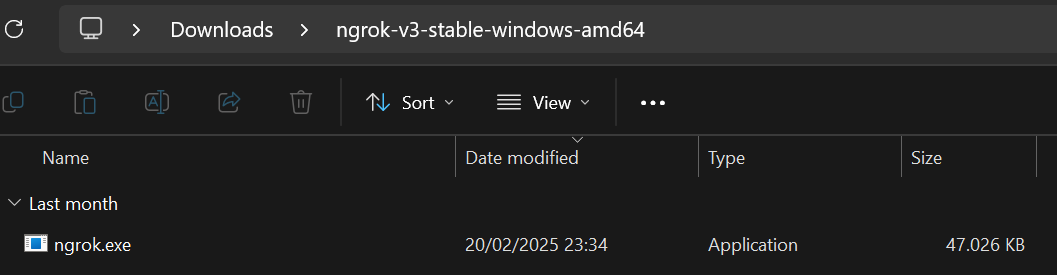 Downloads ngrok-v3-stable-windows-amd64
Sort View
Name Date modified Type Size
Last month
ngrok.exe 20/02/2025 23:34 Application 47.026 KB